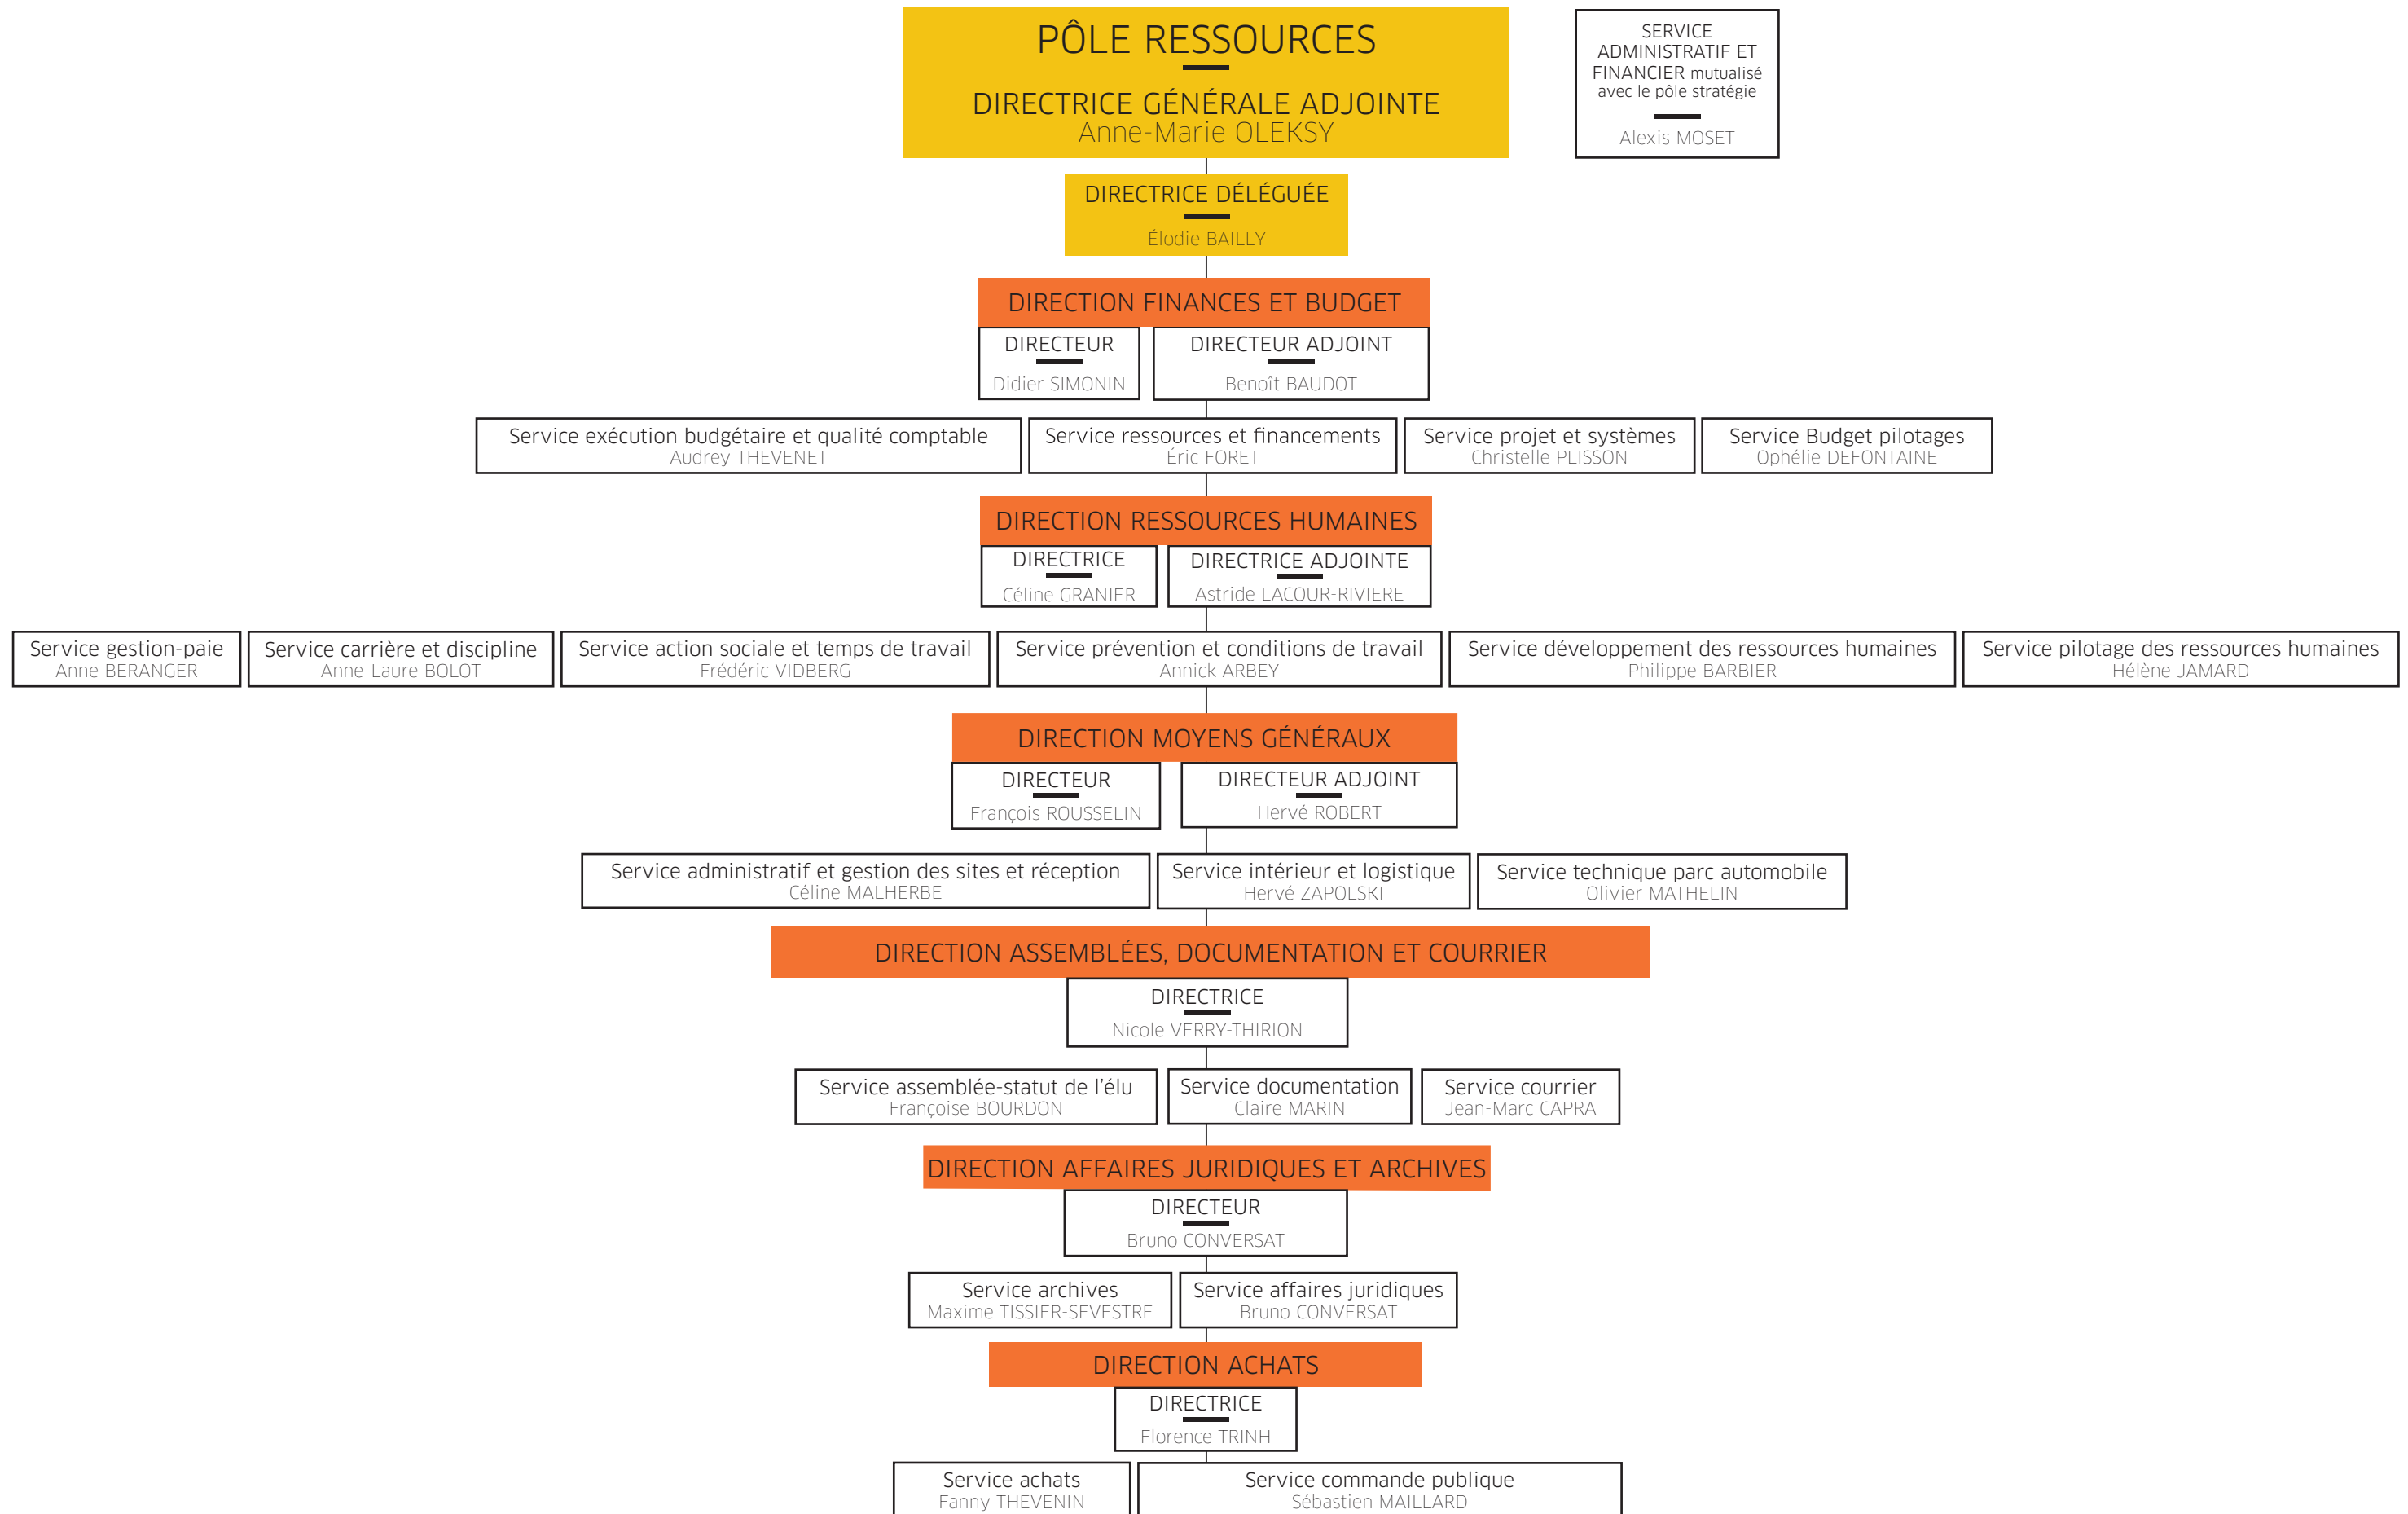 PÔLE RESSOURCES
DIRECTRICE GÉNÉRALE ADJOINTE
Anne-Marie OLEKSY
SERVICE
ADMINISTRATIF ET
FINANCIER mutualisé
avec le pôle stratégie
Alexis MOSET
DIRECTRICE DÉLÉGUÉE
Élodie BAILLY
DIRECTION FINANCES ET BUDGET
DIRECTEUR
Didier SIMONIN
DIRECTEUR ADJOINT
Benoît BAUDOT
Service exécution budgétaire et qualité comptable
Audrey THEVENET
Service ressources et financements
Éric FORET
Service projet et systèmes
Christelle PLISSON
Service Budget pilotages
Ophélie DEFONTAINE
DIRECTION RESSOURCES HUMAINES
DIRECTRICE
Céline GRANIER
DIRECTRICE ADJOINTE
Astride LACOUR-RIVIERE
Service gestion-paie
Anne BERANGER
Service carrière et discipline
Anne-Laure BOLOT
Service action sociale et temps de travail
Frédéric VIDBERG
Service prévention et conditions de travail
Annick ARBEY
Service développement des ressources humaines
Philippe BARBIER
Service pilotage des ressources humaines
Hélène JAMARD
DIRECTION MOYENS GÉNÉRAUX
DIRECTEUR
François ROUSSELIN
DIRECTEUR ADJOINT
Hervé ROBERT
Service administratif et gestion des sites et réception
Céline MALHERBE
Service intérieur et logistique
Hervé ZAPOLSKI
Service technique parc automobile
Olivier MATHELIN
DIRECTION ASSEMBLÉES, DOCUMENTATION ET COURRIER
DIRECTRICE
Nicole VERRY-THIRION
Service assemblée-statut de l’élu
Françoise BOURDON
Service documentation
Claire MARIN
Service courrier
Jean-Marc CAPRA
DIRECTION AFFAIRES JURIDIQUES ET ARCHIVES
DIRECTEUR
Bruno CONVERSAT
Service archives
Maxime TISSIER-SEVESTRE
Service affaires juridiques
Bruno CONVERSAT
DIRECTION ACHATS
DIRECTRICE
Florence TRINH
Service achats
Fanny THEVENIN
Service commande publique
Sébastien MAILLARD